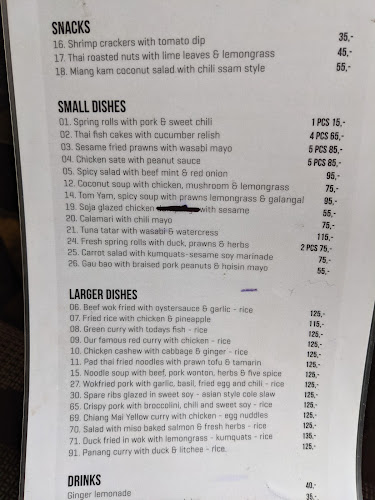 SNACKS
16. Shrimp crackers with tomato dip 35,-
17. Thai roasted nuts with lime leaves & lemongrass 45,-
18. Miang kam coconut salad with chili ssam style 55,-
SMALL DISHES
01. Spring rolls with pork & sweet chili 1 PCS 15,-
02. Thai fish cakes with cucumber relish 4 PCS 65,-
03. Sesame fried prawns with wasabi mayo 5 PCS 85,-
04. Chicken sate with peanut sauce 5 PCS 85,-
05. Spicy salad with beef mint & red onion 95,-
12. Coconut soup with chicken, mushroom & lemongrass 75,-
14. Tom Yam, spicy soup with prawns lemongrass & galangal 95,-
19. Soja glazed chicken with sesame 55,-
20. Calamari with chili mayo 75,-
21. Tuna tatar with wasabi & watercress 115,-
24. Fresh spring rolls with duck, prawns & herbs 2 PCS 75,-
25. Carrot salad with kumquats-sesame soy marinade 75,-
26. Gau bao with braised pork peanuts & hoisin mayo 55,-
LARGER DISHES
06. Beef wok fried with oystersauce & garlic - rice 125,-
07. Fried rice with chicken & pineapple 115,-
08. Green curry with todays fish - rice 125,-
09. Our famous red curry with chicken - rice 125,-
10. Chicken cashew with cabbage & ginger - rice 125,-
11. Pad thai fried noodles with prawn tofu & tamarin 125,-
15. Noodle soup with beef, pork wonton, herbs & five spice 125,-
27. Wokfried pork with garlic, basil, fried egg and chili - rice 125,-
30. Spare ribs glazed in sweet soy - asian style cole slaw 125,-
65. Crispy pork with broccolini, chili and sweet soy - rice 125,-
69. Chiang Mai Yellow curry with chicken - egg nuddles 125,-
70. Salad with miso baked salmon & fresh herbs - rice 125,-
71. Duck fried in wok with lemongrass - kumquats - rice 135,-
91. Panang curry with duck & litchee - rice. 135,-
DRINKS
Ginger lemonade 40,-